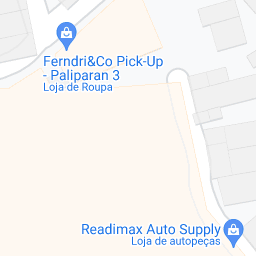 Ferndri&Co Pick-Up
- Paliparan 3
Loja de Roupa
Readimax Auto Supply
Loja de autopeças